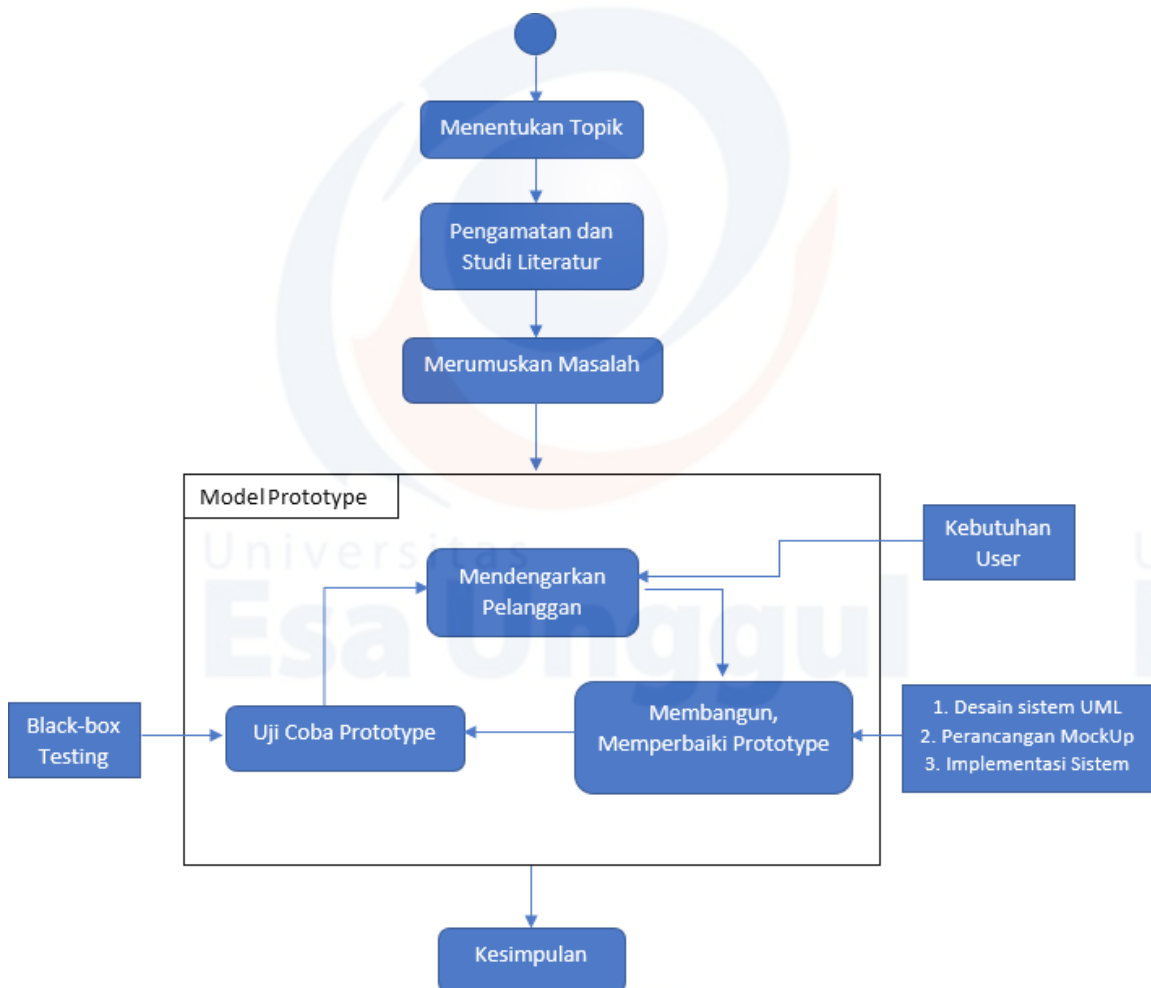 Menentukan Topik
Pengamatan dan
Studi Literatur
Merumuskan Masalah
Model Prototype
Kebutuhan
User
Universitas
Esa Unggul
Mendengarkan
Pelanggan
Black-box
Testing
Uji Coba Prototype
Membangun,
Memperbaiki Prototype
1. Desain sistem UML
2. Perancangan MockUp
3. Implementasi Sistem
Kesimpulan